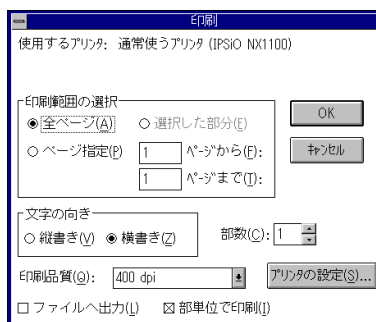 印刷
使用するプリンタ: 通常使うプリンタ (IPSiO NX1100)
印刷範囲の選択
全ページ(A) 選択した部分(E)
ページ指定(P) 1 ページから(F):
1 ページまで(T):
OK
キャンセル
文字の向き
縦書き(V) 横書き(Z)
部数(C): 1
印刷品質(Q): 400 dpi
プリンタの設定(S)...
ファイルへ出力(L) 部単位で印刷(I)